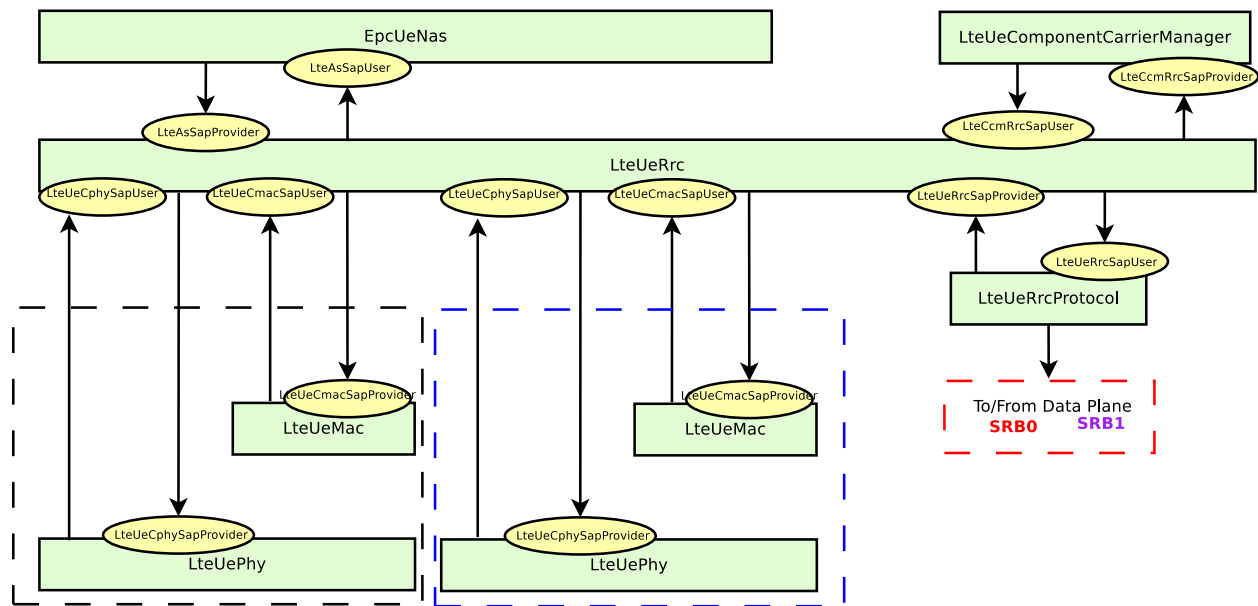 EpcUeNas
LteUeComponentCarrierManager
LteAsSapUser
LteCcmRrcSapProvider
LteAsSapProvider
LteCcmRrcSapUser
LteUeRrc
LteUeCphySapUser
LteUeCmacSapUser
LteUeCphySapUser
LteUeCmacSapUser
LteUeRrcSapProvider
LteUeRrcSapUser
LteUeRrcProtocol
LteUeCmacSapProvider
LteUeCmacSapProvider
To/From Data Plane
SRB0 SRB1
LteUeMac
LteUeMac
LteUeCphySapProvider
LteUeCphySapProvider
LteUePhy
LteUePhy